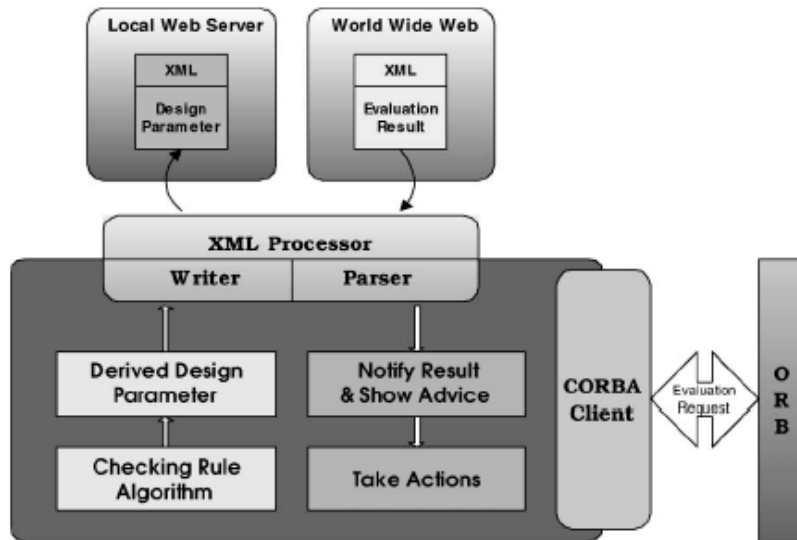 Local Web Server
XML
Design
Parameter
World Wide Web
XML
Evaluation
Result
XML Processor
Writer
Parser
Derived Design
Parameter
Checking Rule
Algorithm
Notify Result
& Show Advice
Take Actions
CORBA
Client
Evaluation
Request
O
R
B